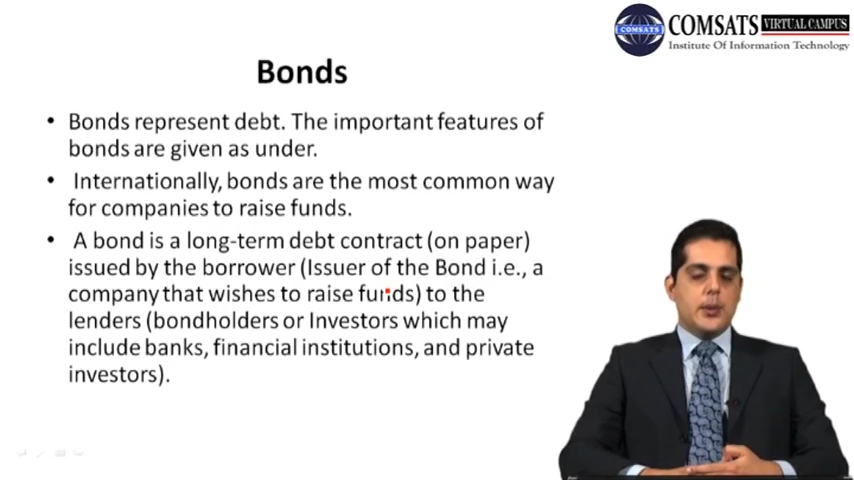 COMSATS
COMSATS VIRTUAL CAMPUS
Institute Of Information Technology
Bonds
• Bonds represent debt. The important features of
bonds are given as under.
• Internationally, bonds are the most common way
for companies to raise funds.
• A bond is a long-term debt contract (on paper)
issued by the borrower (Issuer of the Bond i.e., a
company that wishes to raise funds) to the
lenders (bondholders or Investors which may
include banks, financial institutions, and private
investors).